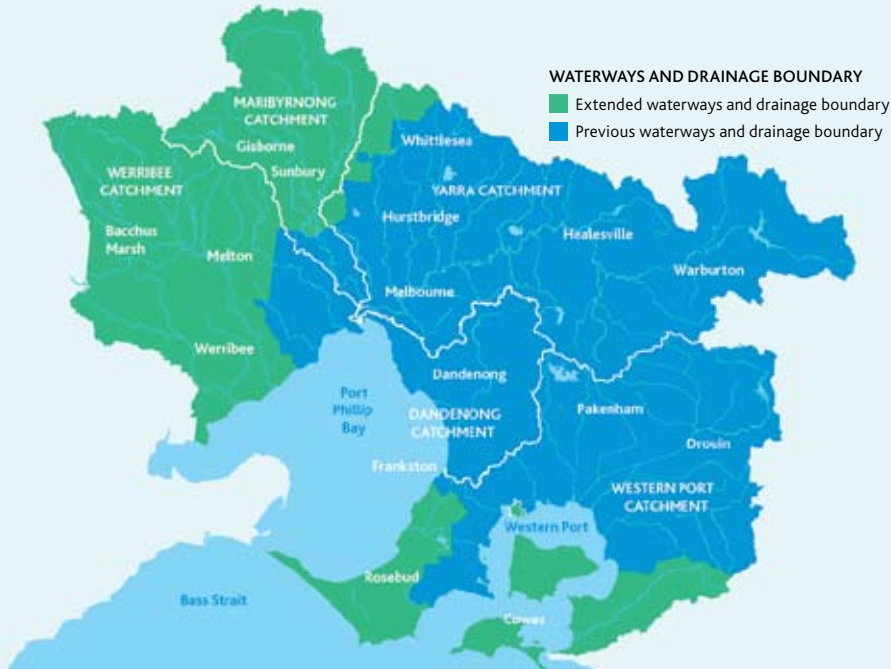 WATERWAYS AND DRAINAGE BOUNDARY
Extended waterways and drainage boundary
Previous waterways and drainage boundary
MARIBYRNONG
CATCHMENT
Gisborne
Sunbury
Whittlesea
WERRIBEE
CATCHMENT
YARRA CATCHMENT
Hurstbridge
Bacchus
Marsh
Healesville
Melton
Warburton
Melbourne
Werribee
Dandenong
Port
Phillip
Bay
DANDENONG
CATCHMENT
Pakenham
Drouin
Frankston
WESTERN PORT
CATCHMENT
Western Port
Rosebud
Bass Strait
Cowes